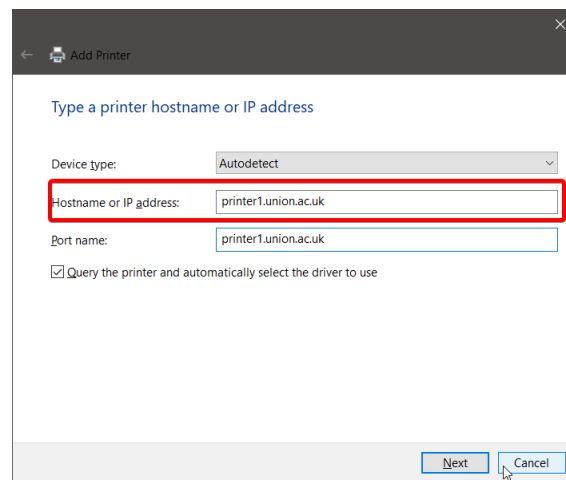 Add Printer
Type a printer hostname or IP address
Device type: Autodetect
Hostname or IP address: printer1.union.ac.uk
Port name: printer1.union.ac.uk
Query the printer and automatically select the driver to use
Next Cancel